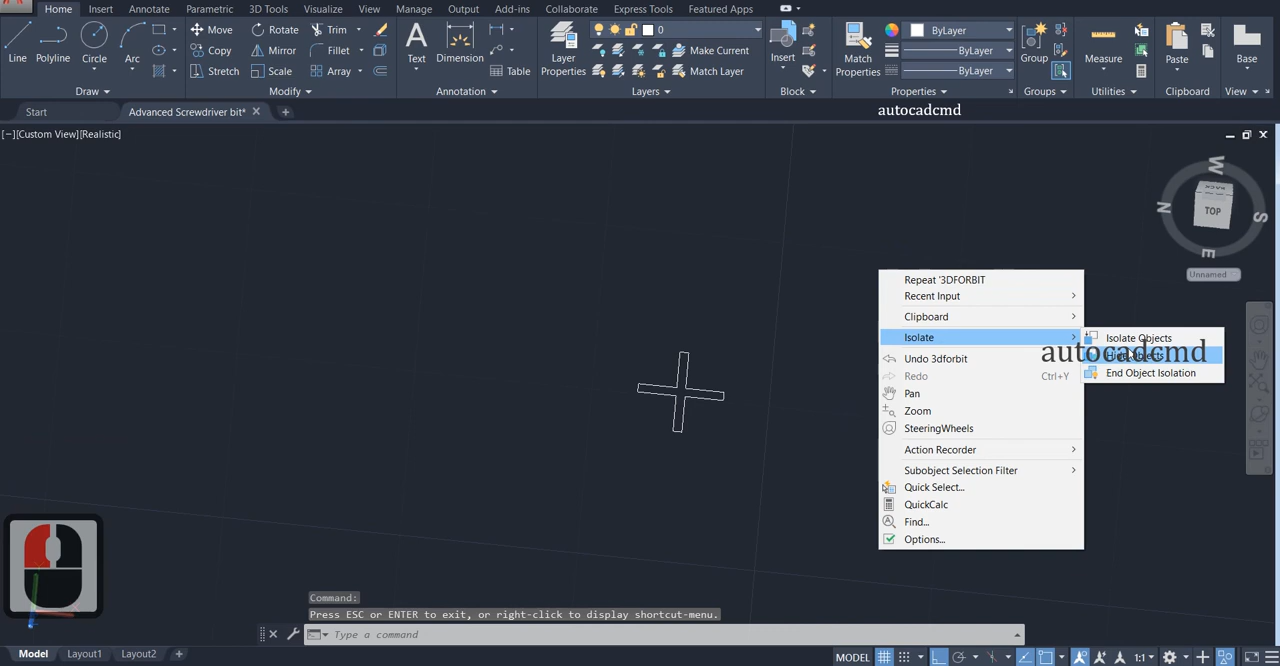 Home Insert Annotate Parametric 3D Tools Visualize View Manage Output Add-ins Collaborate Express Tools Featured Apps
Line
Polyline
Circle
Arc
Draw
Move
Rotate
Trim
Copy
Mirror
Fillet
Stretch
Scale
Array
Modify
Text
Dimension
Table
Annotation
Layer
Properties
0
Make Current
Match Layer
Layers
Insert
Block
Match
Properties
ByLayer
ByLayer
ByLayer
Properties
Group
Groups
Measure
Utilities
Paste
Clipboard
Base
View
Start
Advanced Screwdriver bit*
autocadcmd
[−][Custom View][Realistic]
W
N
S
E
BACK
TOP
Unnamed
Repeat '3DFORBIT
Recent Input
Clipboard
Isolate
Undo 3dforbit
Redo Ctrl+Y
Pan
Zoom
SteeringWheels
Action Recorder
Subobject Selection Filter
Quick Select...
QuickCalc
Find...
Options...
Isolate Objects
Hide Objects
End Object Isolation
autocadcmd
Command:
Press ESC or ENTER to exit, or right-click to display shortcut-menu.
Type a command
Model Layout1 Layout2
MODEL
1:1